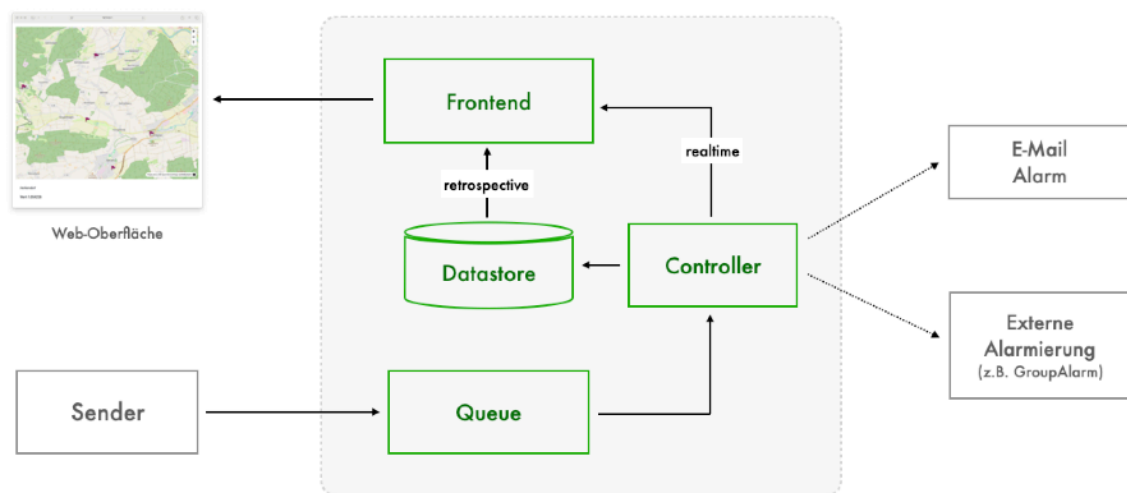 Frontend
realtime
E-Mail
Alarm
retrospective
Web-Oberfläche
Datastore
Controller
Externe
Alarmierung
(z.B. GroupAlarm)
Sender
Queue